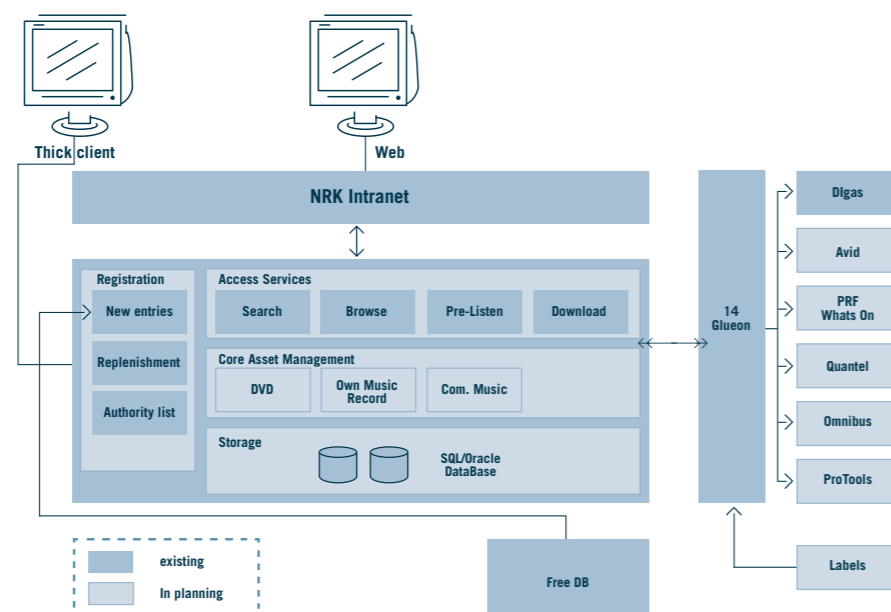 Thick client
Web
NRK Intranet
Registration
New entries
Replenishment
Authority list
Access Services
Search
Browse
Pre-Listen
Download
Core Asset Management
DVD
Own Music
Record
Com. Music
Storage
SQL/Oracle
DataBase
14
Glueon
DIgas
Avid
PRF
Whats On
Quantel
Omnibus
ProTools
Labels
Free DB
existing
In planning